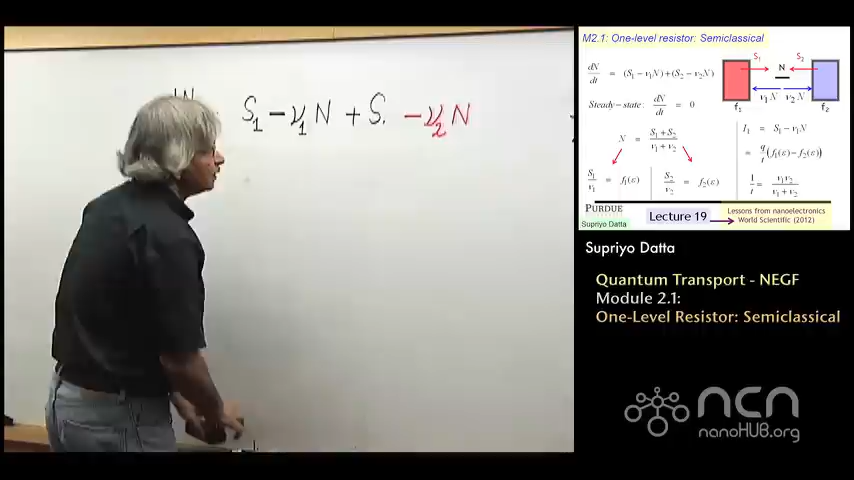 S₁ - ν₁ N + S. - ν₂ N
M2.1: One-level resistor: Semiclassical
dN/dt = (S₁ - ν₁N) + (S₂ - ν₂N)
Steady-state: dN/dt = 0
N = (S₁ + S₂)/(ν₁ + ν₂)
S₁/ν₁ = f₁(ε)
S₂/ν₂ = f₂(ε)
S₁
S₂
N
ν₁N ν₂N
f₁
f₂
I₁ = S₁ - ν₁N
= q/t (f₁(ε) - f₂(ε))
1/t = ν₁ν₂/(ν₁ + ν₂)
PURDUE
Supriyo Datta
Lecture 19
Lessons from nanoelectronics
World Scientific (2012)
Supriyo Datta
Quantum Transport - NEGF
Module 2.1:
One-Level Resistor: Semiclassical
ncn
nanoHUB.org